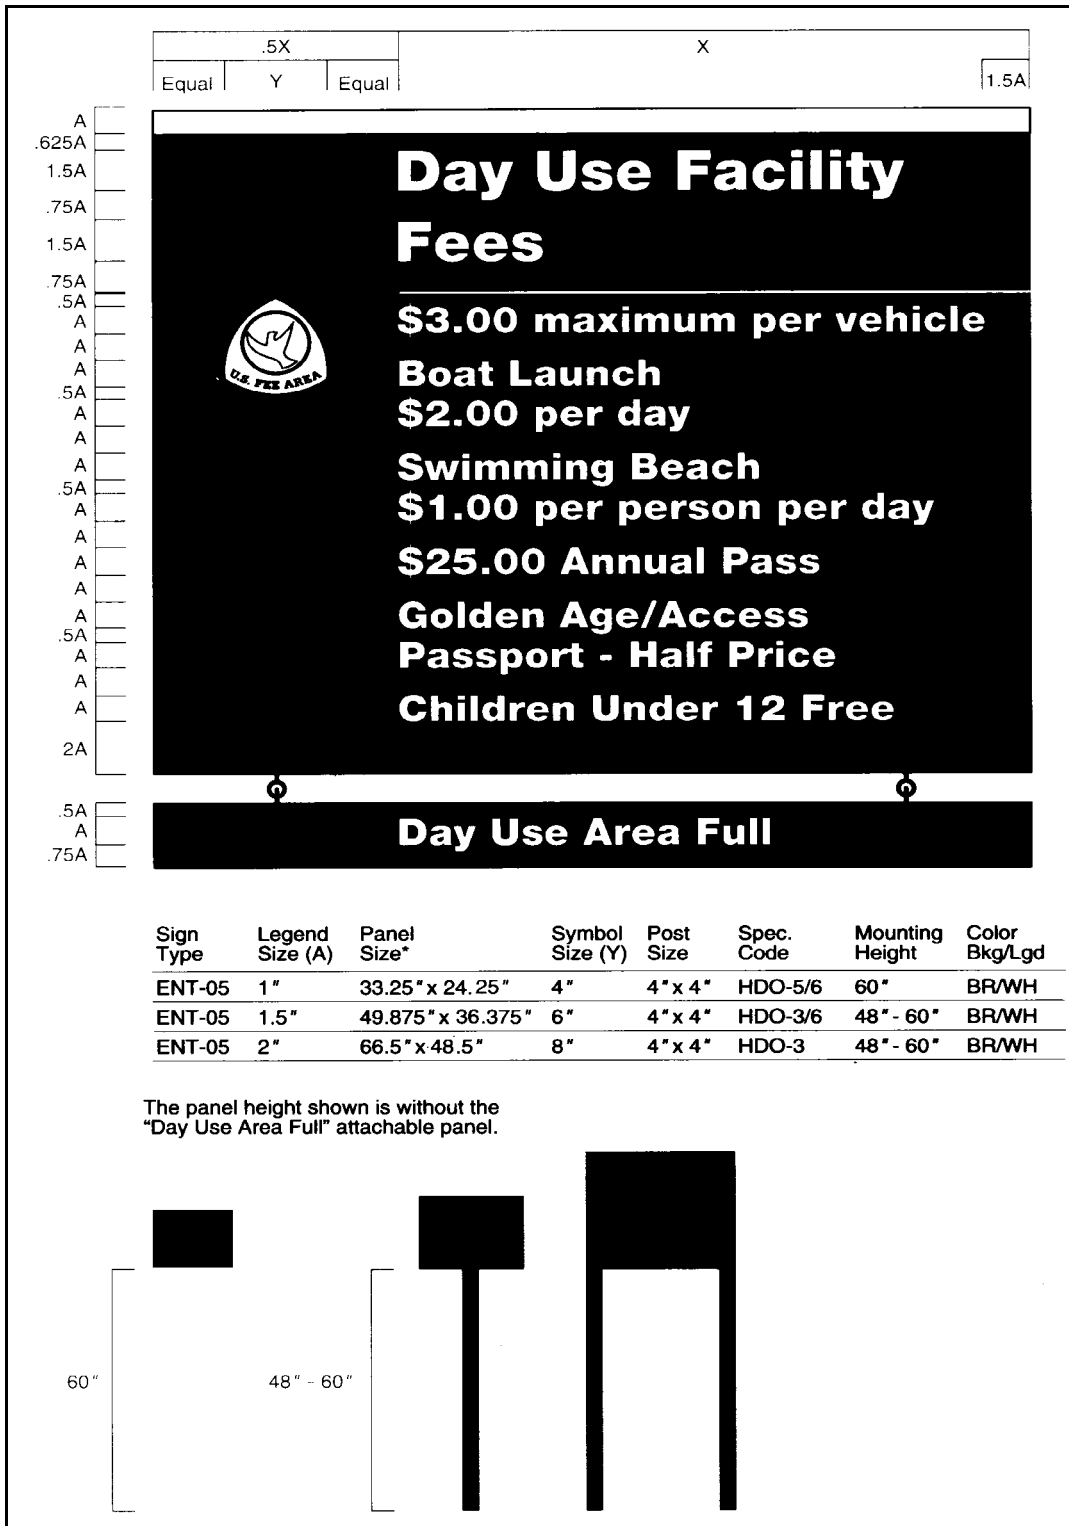 .5X X
Equal Y Equal 1.5A
A
.625A
1.5A
.75A
1.5A
.75A
.5A
A
A
A
.5A
A
A
A
.5A
A
A
A
A
A
.5A
A
A
A
2A
Day Use Facility
Fees
$3.00 maximum per vehicle
U.S. FEE AREA
Boat Launch
$2.00 per day
Swimming Beach
$1.00 per person per day
$25.00 Annual Pass
Golden Age/Access
Passport - Half Price
Children Under 12 Free
.5A
A
.75A
Day Use Area Full
Sign Type Legend Size (A) Panel Size* Symbol Size (Y) Post Size Spec. Code Mounting Height Color Bkg/Lgd
ENT-05 1" 33.25" x 24.25" 4" 4" x 4" HDO-5/6 60" BR/WH
ENT-05 1.5" 49.875" x 36.375" 6" 4" x 4" HDO-3/6 48" - 60" BR/WH
ENT-05 2" 66.5" x 48.5" 8" 4" x 4" HDO-3 48" - 60" BR/WH
The panel height shown is without the
"Day Use Area Full" attachable panel.
60" 48" - 60"